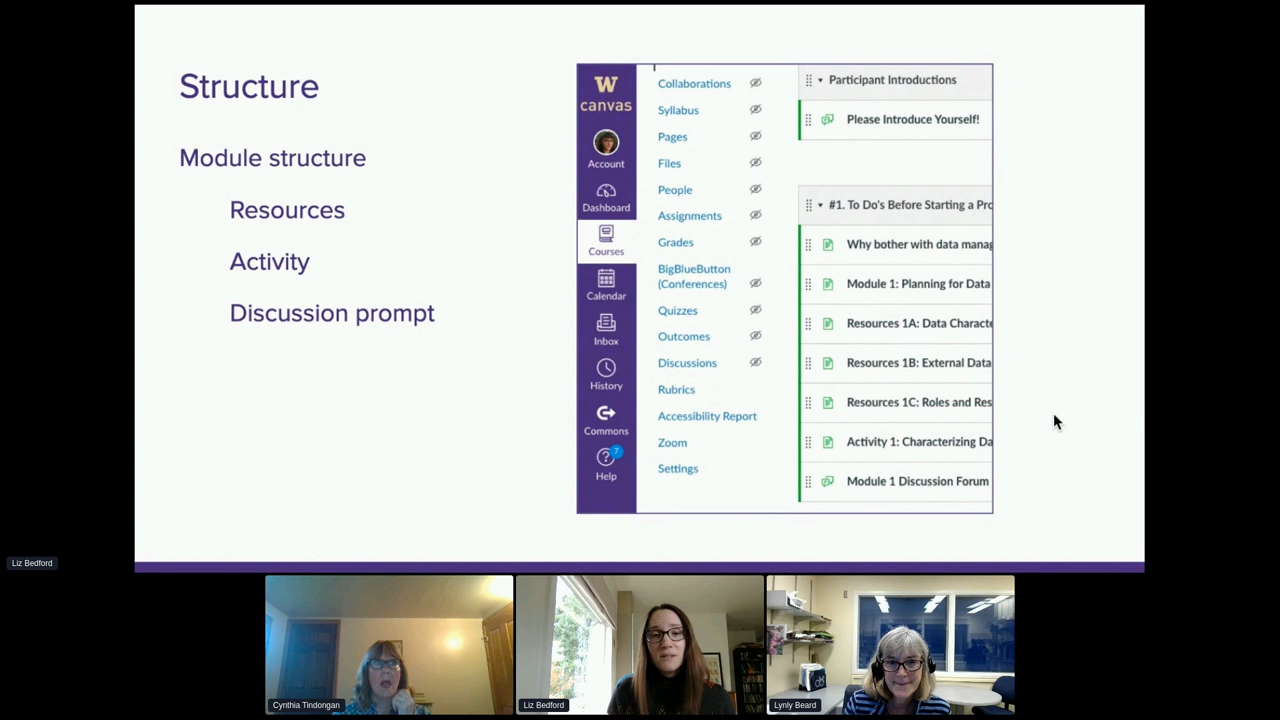 Structure
Module structure
Resources
Activity
Discussion prompt
W
canvas
Account
Dashboard
Courses
Calendar
Inbox
History
Commons
7
Help
Collaborations
Syllabus
Pages
Files
People
Assignments
Grades
BigBlueButton
(Conferences)
Quizzes
Outcomes
Discussions
Rubrics
Accessibility Report
Zoom
Settings
Participant Introductions
Please Introduce Yourself!
#1. To Do's Before Starting a Pro
Why bother with data manag
Module 1: Planning for Data
Resources 1A: Data Characte
Resources 1B: External Data
Resources 1C: Roles and Res
Activity 1: Characterizing Da
Module 1 Discussion Forum
Liz Bedford
Cynthia Tindongan
Liz Bedford
Lynly Beard